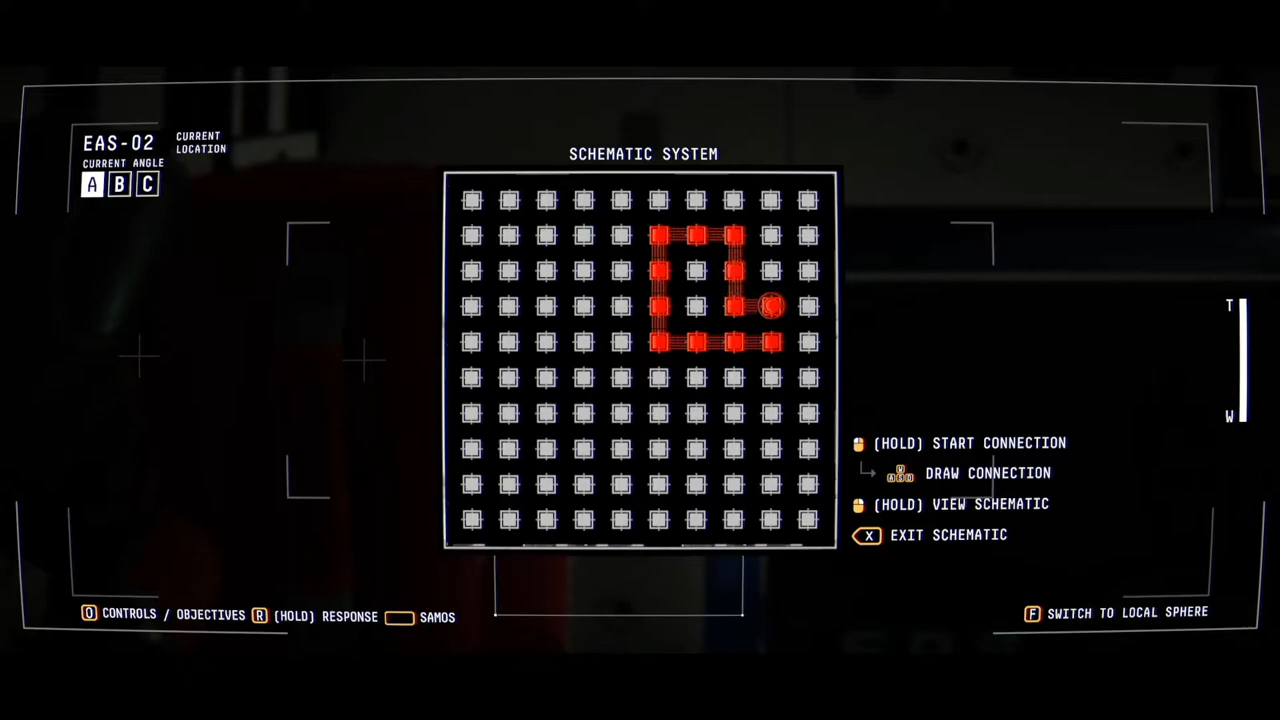 EAS-02
CURRENT
LOCATION
CURRENT ANGLE
A B C
SCHEMATIC SYSTEM
T
W
(HOLD) START CONNECTION
W
A S D
DRAW CONNECTION
(HOLD) VIEW SCHEMATIC
X EXIT SCHEMATIC
O CONTROLS / OBJECTIVES R (HOLD) RESPONSE SAMOS
F SWITCH TO LOCAL SPHERE